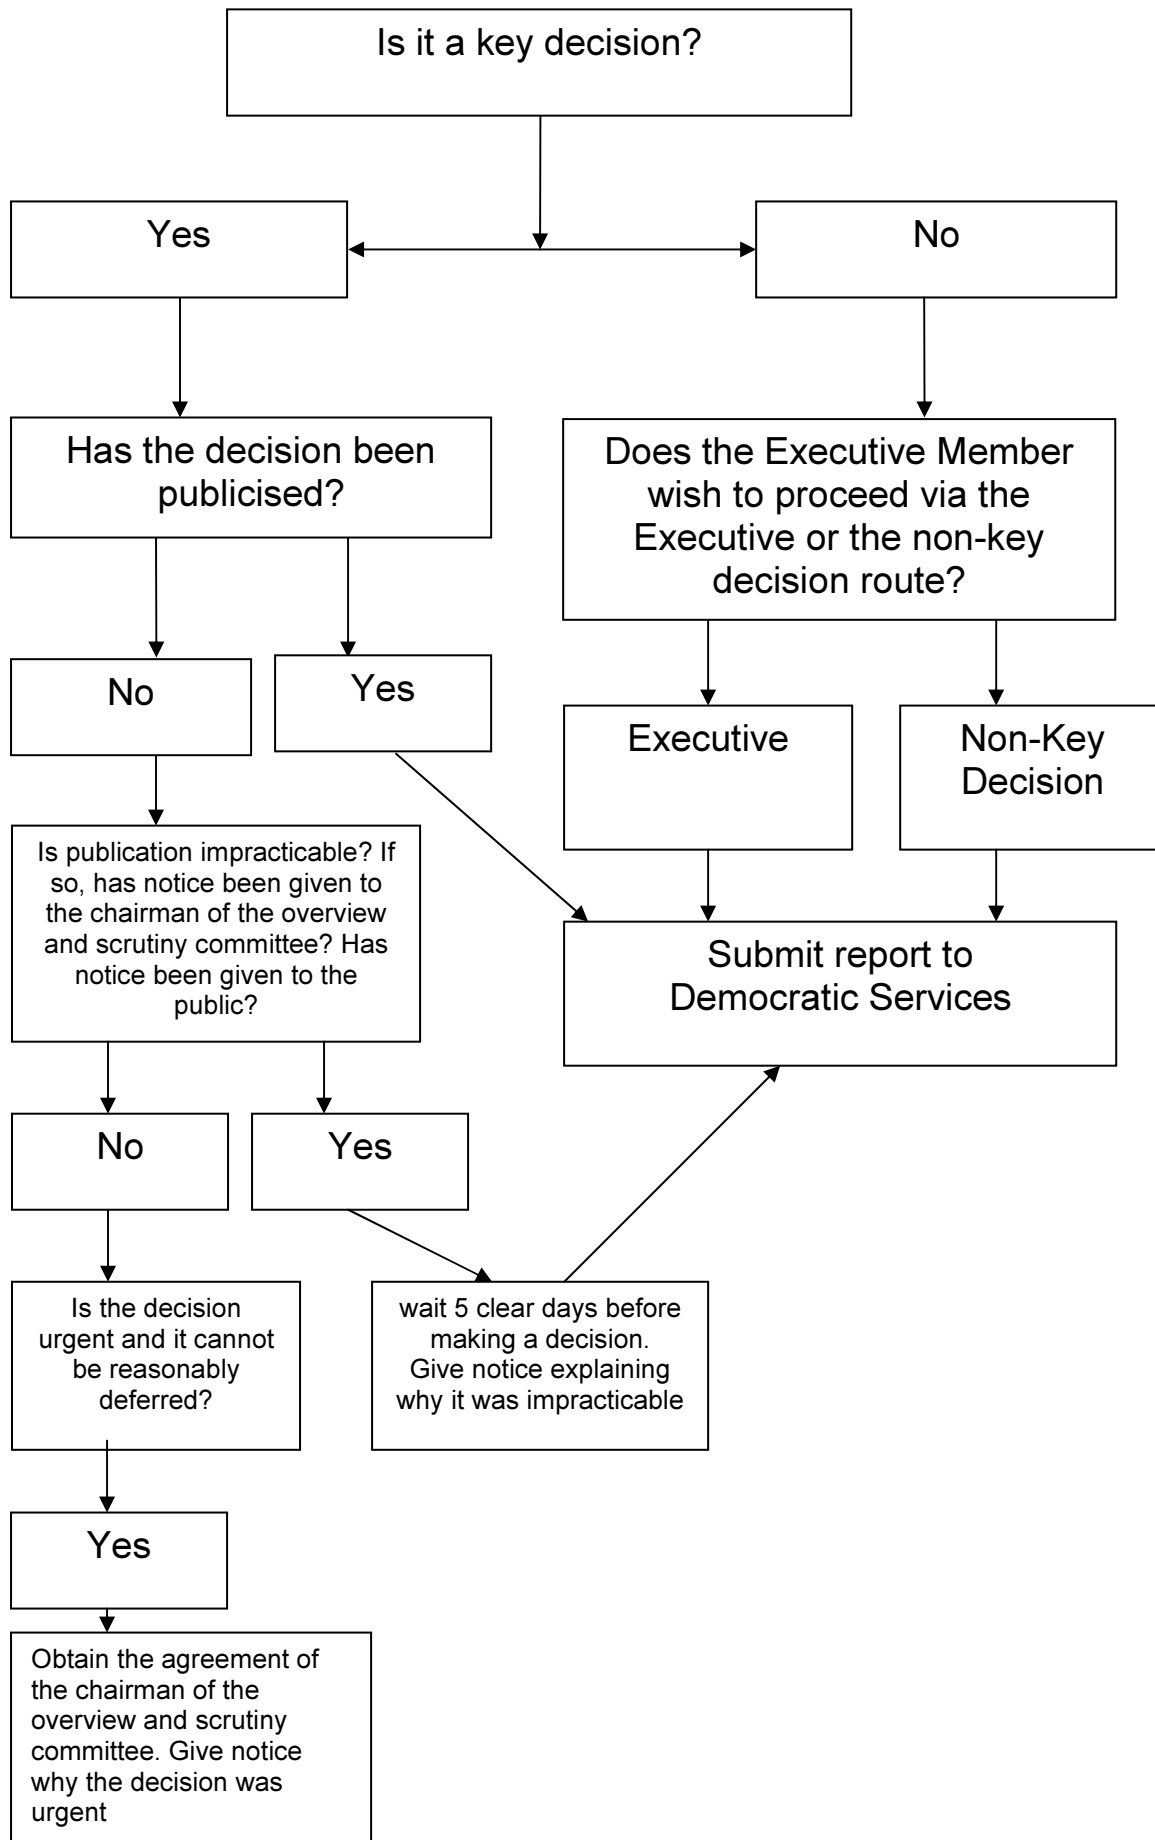 Is it a key decision?
Yes
No
Has the decision been
publicised?
Does the Executive Member
wish to proceed via the
Executive or the non-key
decision route?
No
Yes
Executive
Non-Key
Decision
Is publication impracticable? If
so, has notice been given to
the chairman of the overview
and scrutiny committee? Has
notice been given to the
public?
Submit report to
Democratic Services
No
Yes
Is the decision
urgent and it cannot
be reasonably
deferred?
wait 5 clear days before
making a decision.
Give notice explaining
why it was impracticable
Yes
Obtain the agreement of
the chairman of the
overview and scrutiny
committee. Give notice
why the decision was
urgent